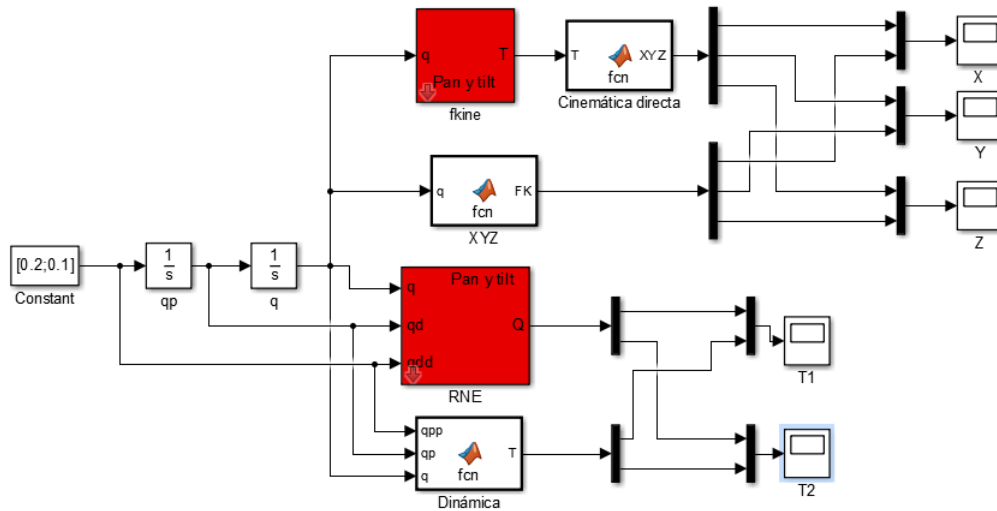 q
T
Pan y tilt
fkine
T
XYZ
fcn
Cinemática directa
X
Y
Z
q
FK
fcn
XYZ
[0.2;0.1]
Constant
1
s
qp
1
s
q
Pan y tilt
q
qd
qdd
Q
RNE
T1
qpp
qp
q
T
fcn
Dinámica
T2